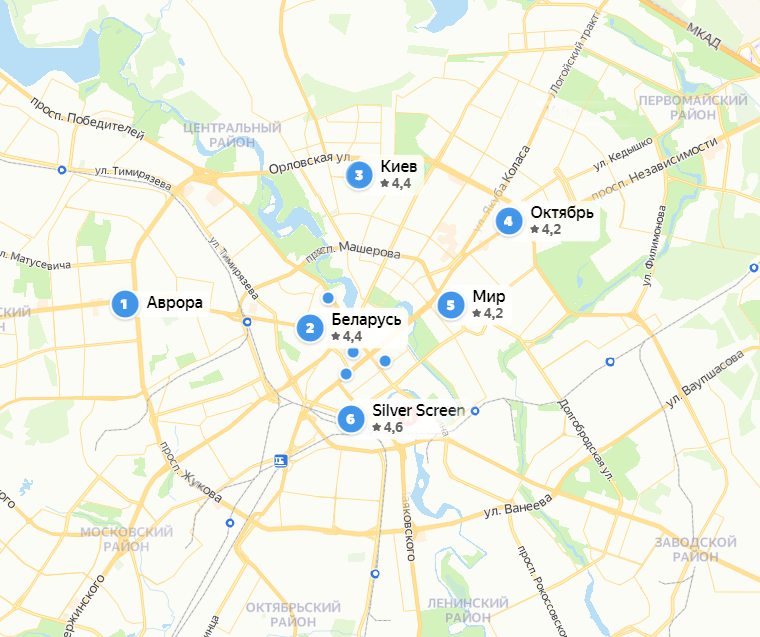 МКАД
Логойский тракт
просп. Победителей
ПЕРВОМАЙСКИЙ
РАЙОН
ЦЕНТРАЛЬНЫЙ
РАЙОН
ул. Кедышко
просп. Независимости
Орловская ул.
ул. Якуба Коласа
ул. Тимирязева
3
Киев
4,4
4
Октябрь
4,2
ул. Филимонова
ул. Тимирязева
просп. Машерова
ул. Матусевича
1
Аврора
5
Мир
4,2
2
Беларусь
4,4
ул. Ваупшасова
6
Silver Screen
4,6
Долгобродская ул.
просп. Жукова
ул. Ванеева
МОСКОВСКИЙ
РАЙОН
ЗАВОДСКОЙ
РАЙОН
просп. Рокоссовско
ОКТЯБРЬСКИЙ
РАЙОН
ЛЕНИНСКИЙ
РАЙОН